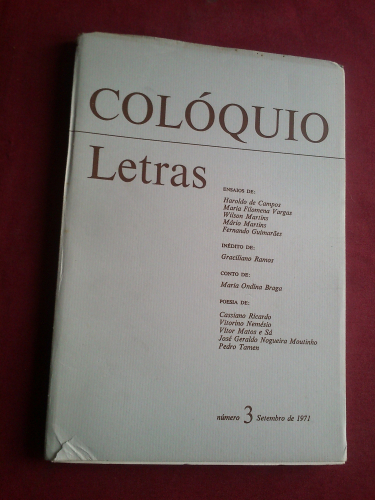 COLÓQUIO
Letras
ENSAIOS DE:
Haroldo de Campos
Maria Filomena Vargas
Wilson Martins
Mário Martins
Fernando Guimarães
INÉDITO DE:
Graciliano Ramos
CONTO DE:
Maria Ondina Braga
POESIA DE:
Cassiano Ricardo
Vitorino Nemésio
Vítor Matos e Sá
José Geraldo Nogueira Moutinho
Pedro Tamen
número 3 Setembro de 1971